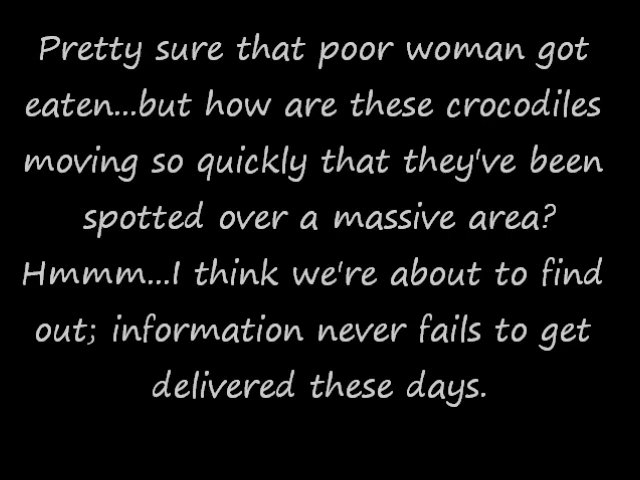 Pretty sure that poor woman got
eaten...but how are these crocodiles
moving so quickly that they've been
spotted over a massive area?
Hmmm...I think we're about to find
out; information never fails to get
delivered these days.